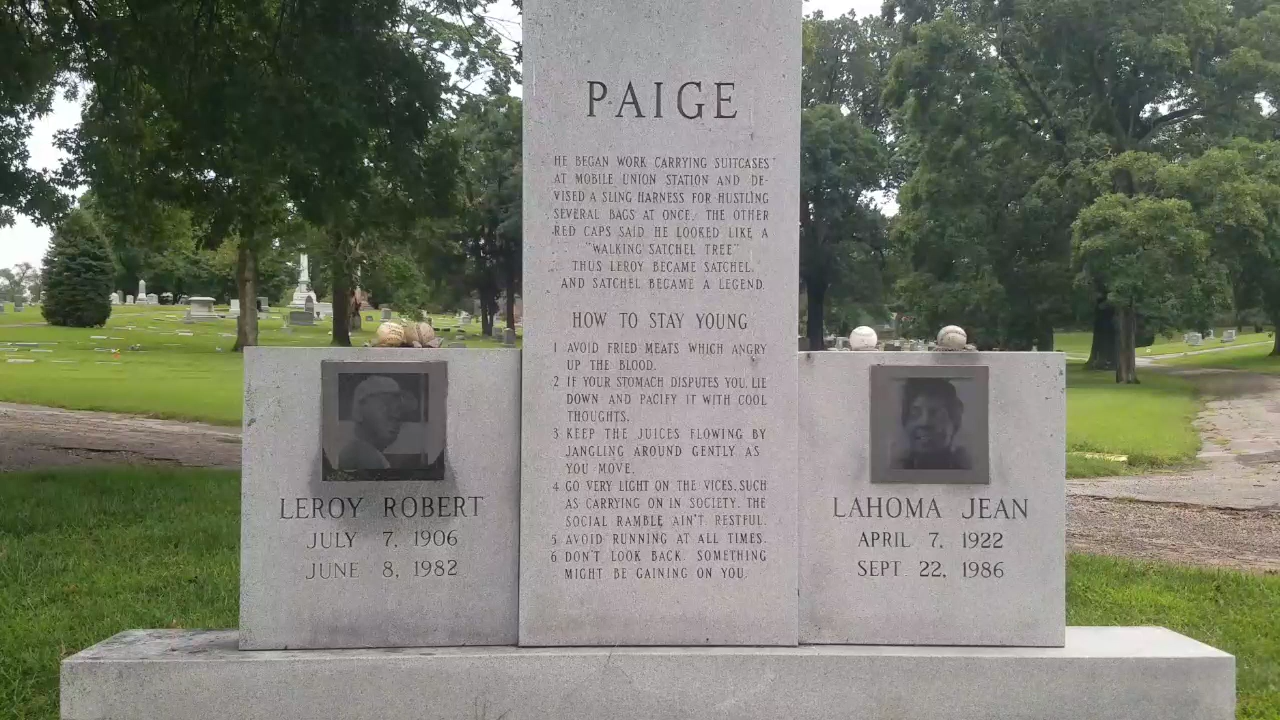 PAIGE
HE BEGAN WORK CARRYING SUITCASES
AT MOBILE UNION STATION AND DE-
VISED A SLING HARNESS FOR HUSTLING
SEVERAL BAGS AT ONCE. THE OTHER
RED CAPS SAID HE LOOKED LIKE A
"WALKING SATCHEL TREE"
THUS LEROY BECAME SATCHEL.
AND SATCHEL BECAME A LEGEND.
HOW TO STAY YOUNG
1 AVOID FRIED MEATS WHICH ANGRY
UP THE BLOOD.
2 IF YOUR STOMACH DISPUTES YOU, LIE
DOWN AND PACIFY IT WITH COOL
THOUGHTS.
3 KEEP THE JUICES FLOWING BY
JANGLING AROUND GENTLY AS
YOU MOVE.
4 GO VERY LIGHT ON THE VICES, SUCH
AS CARRYING ON IN SOCIETY. THE
SOCIAL RAMBLE AIN'T RESTFUL.
5 AVOID RUNNING AT ALL TIMES.
6 DON'T LOOK BACK. SOMETHING
MIGHT BE GAINING ON YOU.
LEROY ROBERT
JULY 7, 1906
JUNE 8, 1982
LAHOMA JEAN
APRIL 7, 1922
SEPT. 22, 1986